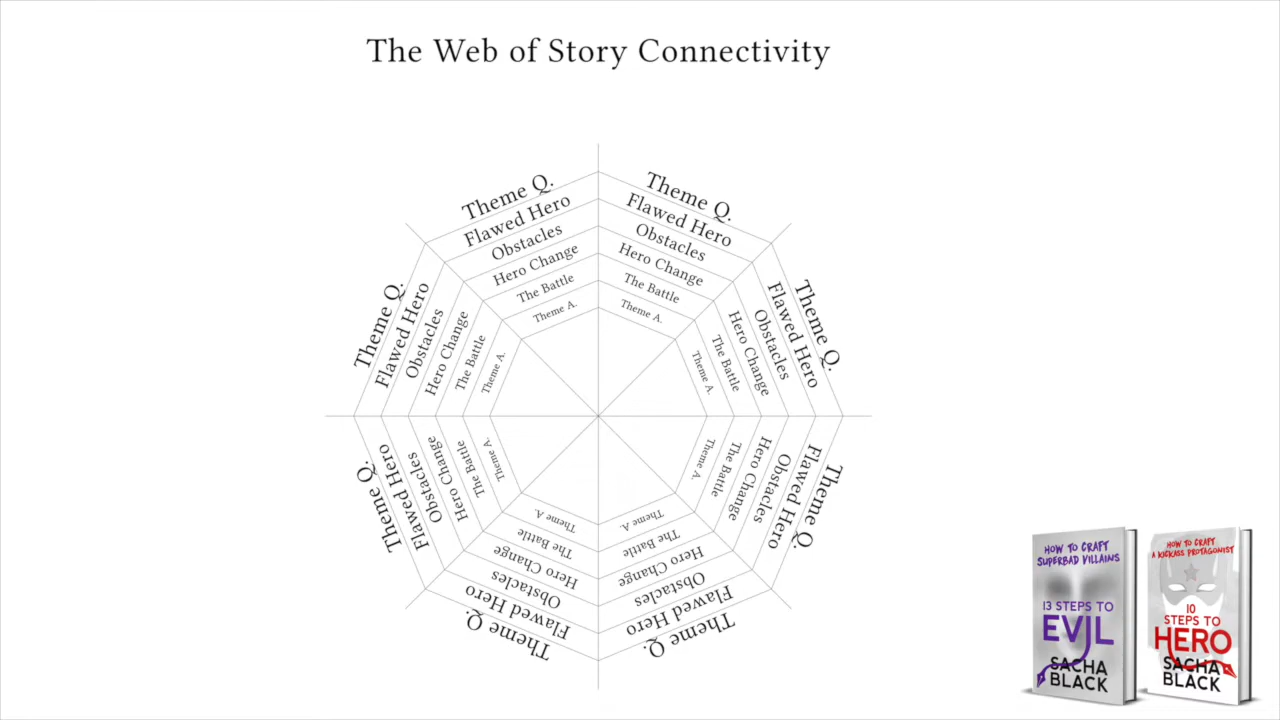 The Web of Story Connectivity
Theme Q.
Flawed Hero
Obstacles
Hero Change
The Battle
Theme A.
Theme Q.
Flawed Hero
Obstacles
Hero Change
The Battle
Theme A.
Theme Q.
Flawed Hero
Obstacles
Hero Change
The Battle
Theme A.
Theme Q.
Flawed Hero
Obstacles
Hero Change
The Battle
Theme A.
Theme Q.
Flawed Hero
Obstacles
Hero Change
The Battle
Theme A.
Theme Q.
Flawed Hero
Obstacles
Hero Change
The Battle
Theme A.
Theme Q.
Flawed Hero
Obstacles
Hero Change
The Battle
Theme A.
Theme Q.
Flawed Hero
Obstacles
Hero Change
The Battle
Theme A.
HOW TO CRAFT
SUPERBAD VILLAINS
13 STEPS TO
EVIL
SACHA
BLACK
HOW TO CRAFT
A KICKASS PROTAGONIST
10
STEPS TO
HERO
SACHA
BLACK